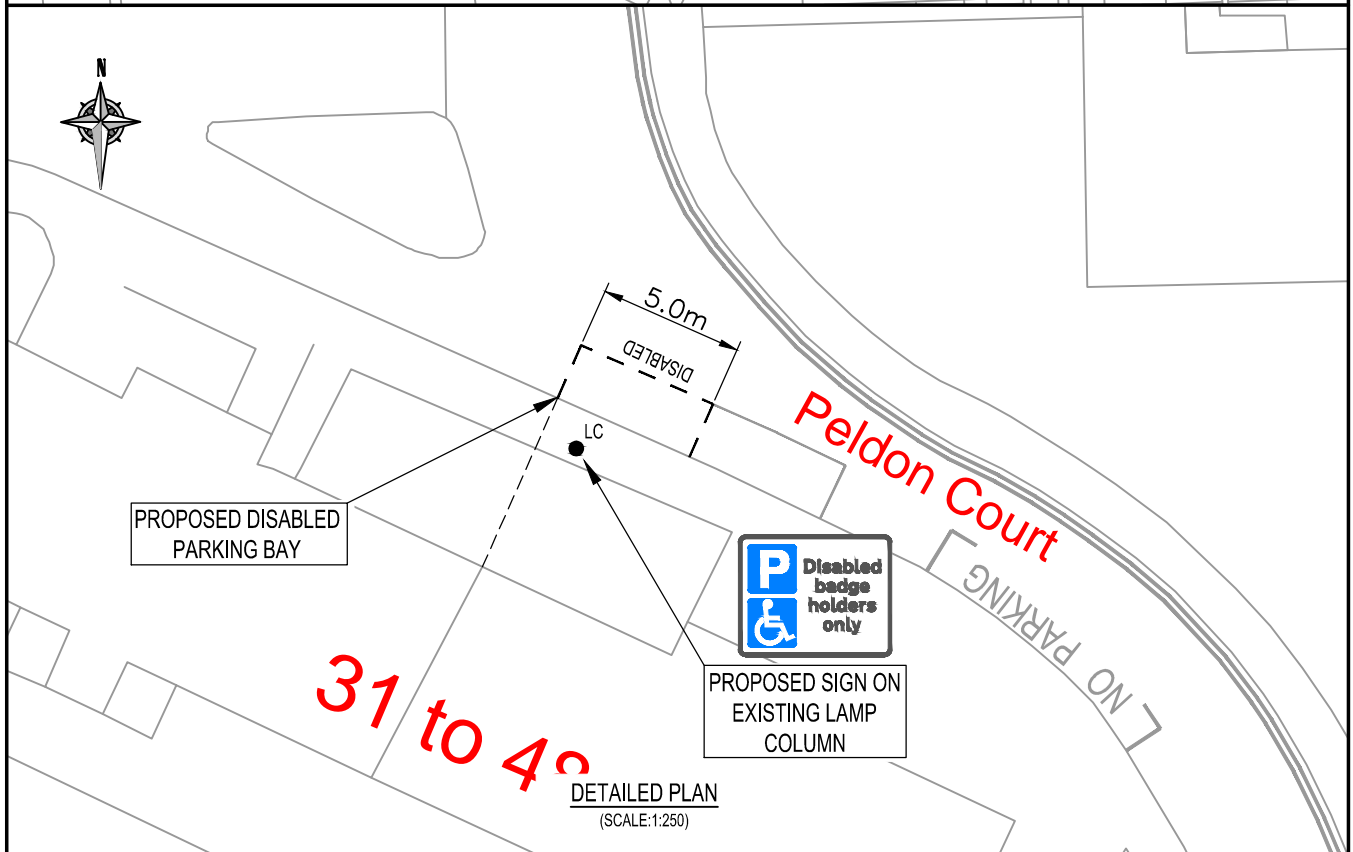 N
5.0m
DISABLED
LC
Peldon Court
PROPOSED DISABLED
PARKING BAY
P
Disabled
badge
holders
only
NO PARKING
31 to
PROPOSED SIGN ON
EXISTING LAMP
COLUMN
DETAILED PLAN
(SCALE:1:250)